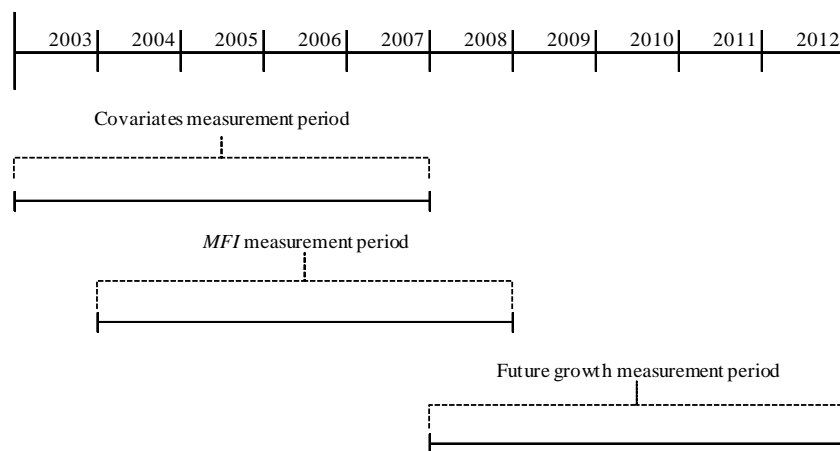 2003 2004 2005 2006 2007 2008 2009 2010 2011 2012
Covariates measurement period
MFI measurement period
Future growth measurement period